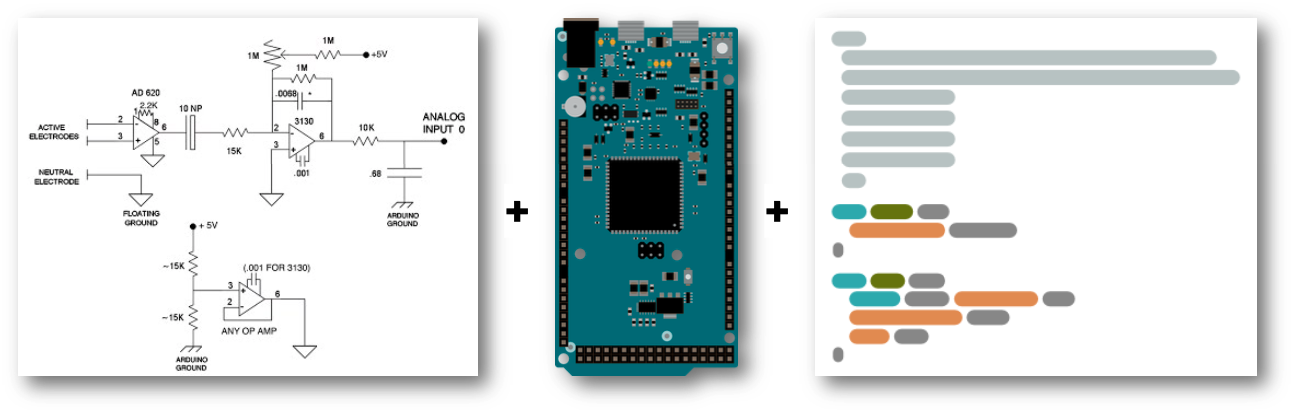 1M
1M
+5V
1M
.0068 *
AD 620
2.2K
1
8
10 NP
3130
ANALOG
INPUT 0
ACTIVE
ELECTRODES
2
-
3
+
6
5
15K
2
-
3
+
6
10K
.001
.68
NEUTRAL
ELECTRODE
FLOATING
GROUND
ARDUINO
GROUND
+ 5V
~15K
(.001 FOR 3130)
3
+
2
-
6
~15K
ANY OP AMP
ARDUINO
GROUND
+
+